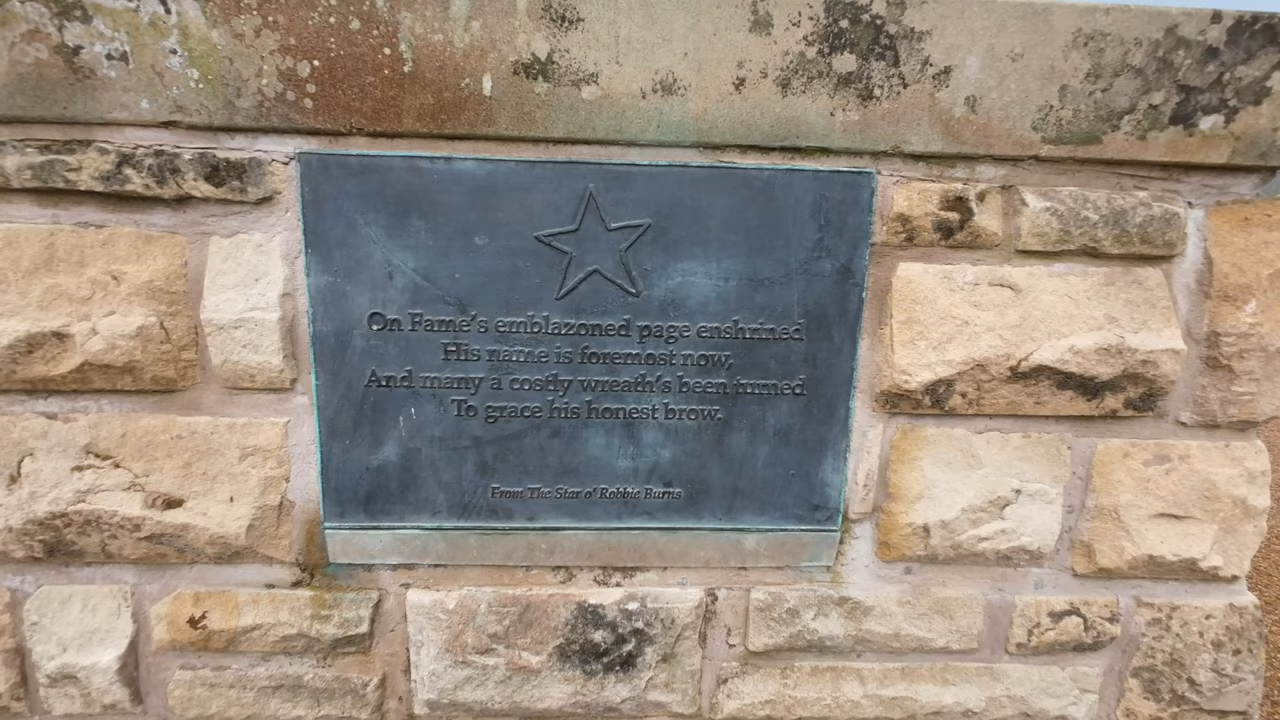 On Fame's emblazoned page enshrined
His name is foremost now,
And many a costly wreath's been turned
To grace his honest brow.
From The Star o' Robbie Burns